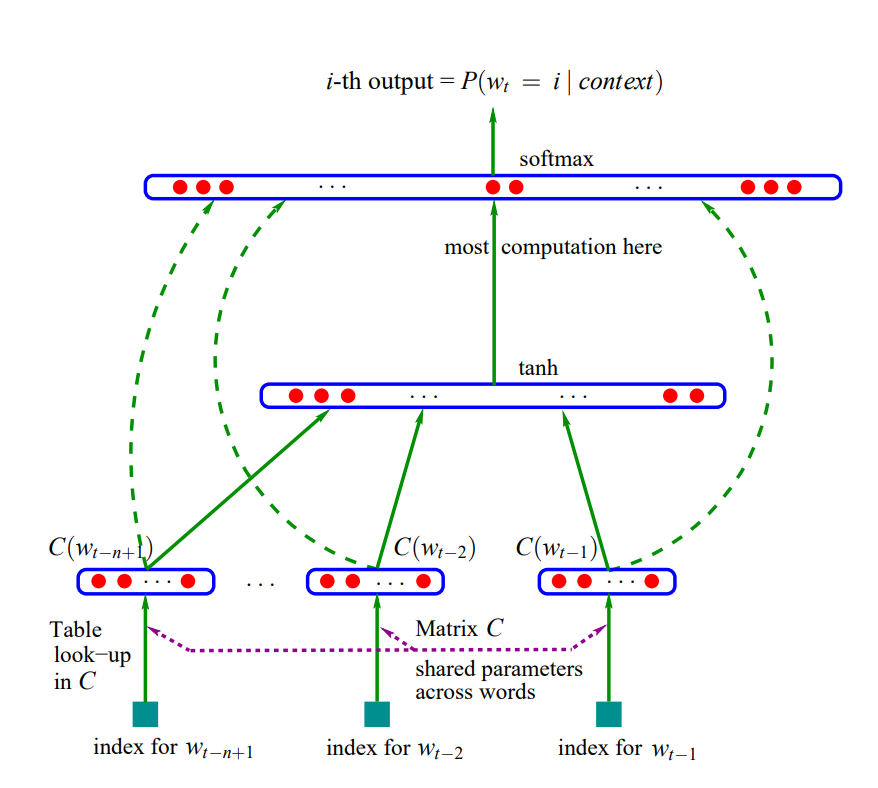 i-th output = P(w_t = i | context)
softmax
· · ·
· · ·
most computation here
tanh
· · ·
· · ·
C(w_{t−n+1})
C(w_{t−2})
C(w_{t−1})
· · ·
· · ·
· · ·
· · ·
Table
look−up
in C
Matrix C
shared parameters
across words
index for w_{t−n+1}
index for w_{t−2}
index for w_{t−1}